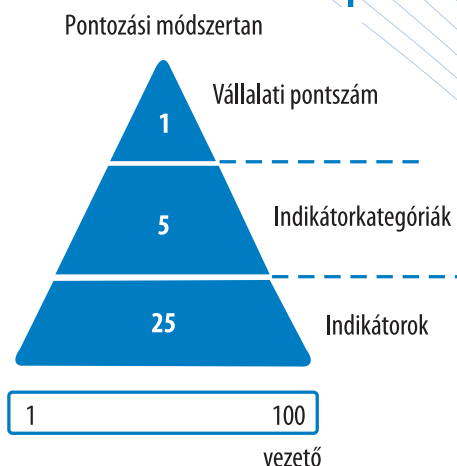 Pontozási módszertan
Vállalati pontszám
1
5
Indikátorkategóriák
25
Indikátorok
1 100
vezető